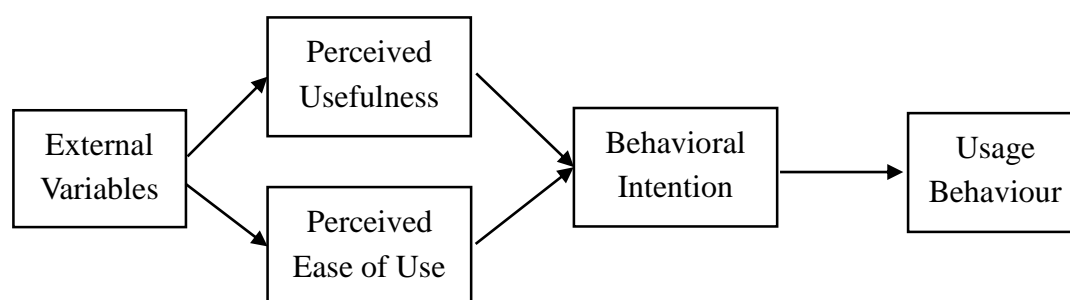 External
Variables
Perceived
Usefulness
Perceived
Ease of Use
Behavioral
Intention
Usage
Behaviour